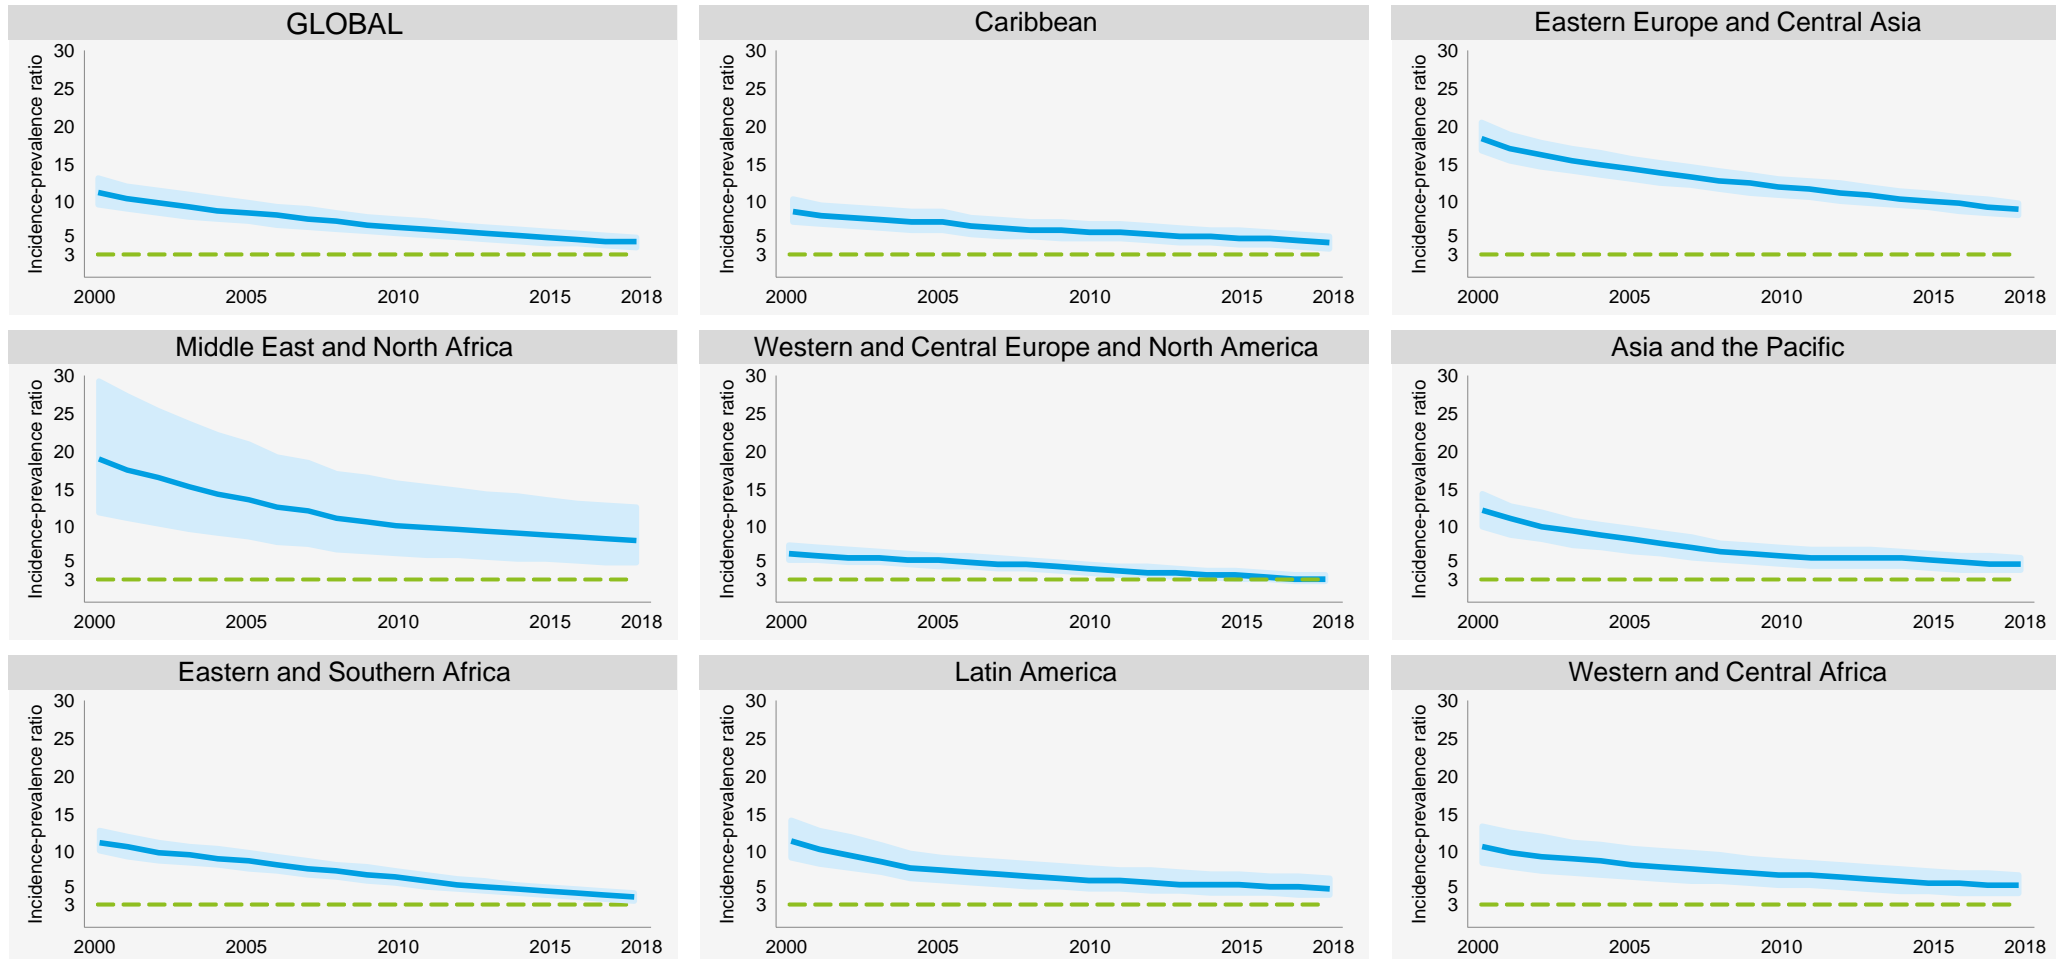 GLOBAL
Incidence-prevalence ratio
30
25
20
15
10
5
3
2000 2005 2010 2015 2018
Caribbean
Incidence-prevalence ratio
30
25
20
15
10
5
3
2000 2005 2010 2015 2018
Eastern Europe and Central Asia
Incidence-prevalence ratio
30
25
20
15
10
5
3
2000 2005 2010 2015 2018
Middle East and North Africa
Incidence-prevalence ratio
30
25
20
15
10
5
3
2000 2005 2010 2015 2018
Western and Central Europe and North America
Incidence-prevalence ratio
30
25
20
15
10
5
3
2000 2005 2010 2015 2018
Asia and the Pacific
Incidence-prevalence ratio
30
25
20
15
10
5
3
2000 2005 2010 2015 2018
Eastern and Southern Africa
Incidence-prevalence ratio
30
25
20
15
10
5
3
2000 2005 2010 2015 2018
Latin America
Incidence-prevalence ratio
30
25
20
15
10
5
3
2000 2005 2010 2015 2018
Western and Central Africa
Incidence-prevalence ratio
30
25
20
15
10
5
3
2000 2005 2010 2015 2018